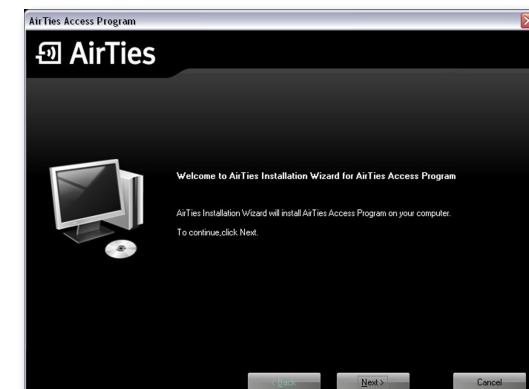 AirTies Access Program
AirTies
Welcome to AirTies Installation Wizard for AirTies Access Program
AirTies Installation Wizard will install AirTies Access Program on your computer.
To continue,click Next.
< Back
Next >
Cancel